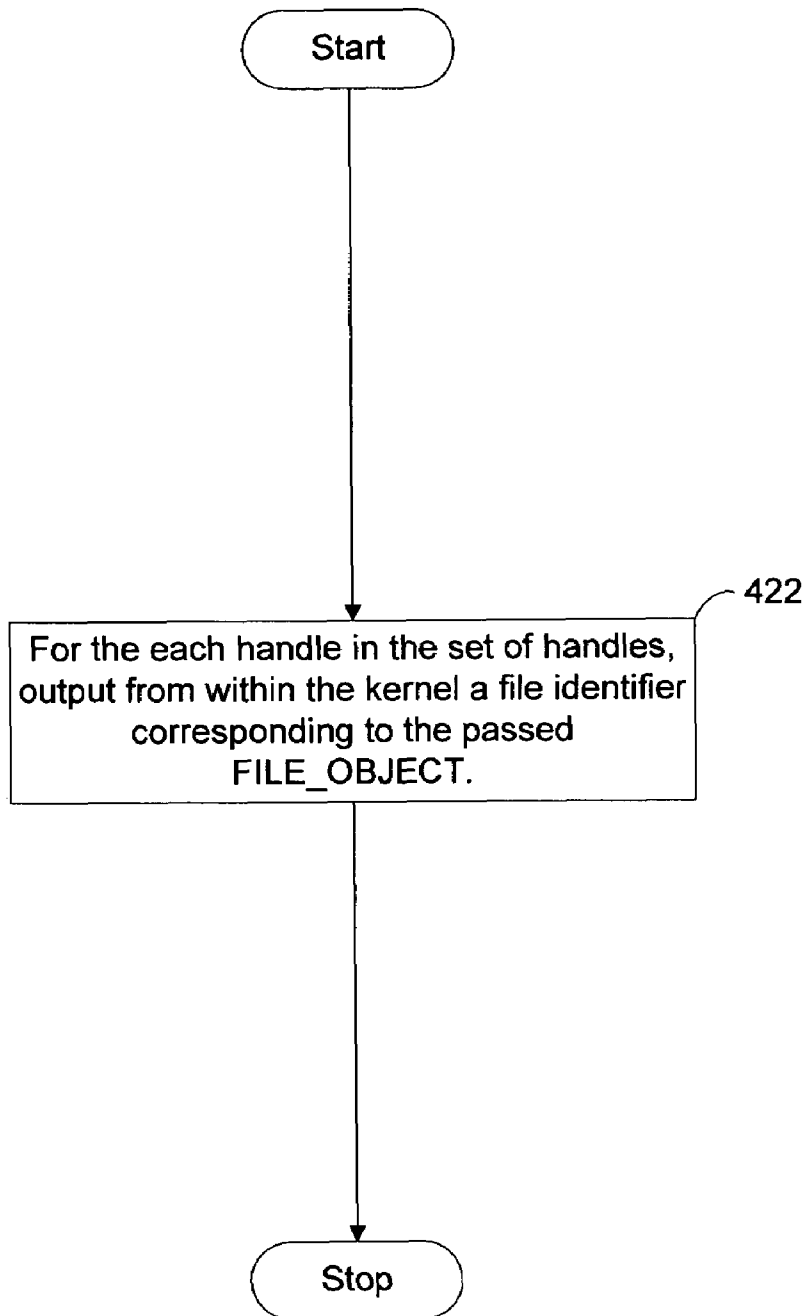 Start
422
For the each handle in the set of handles,
output from within the kernel a file identifier
corresponding to the passed
FILE_OBJECT.
Stop